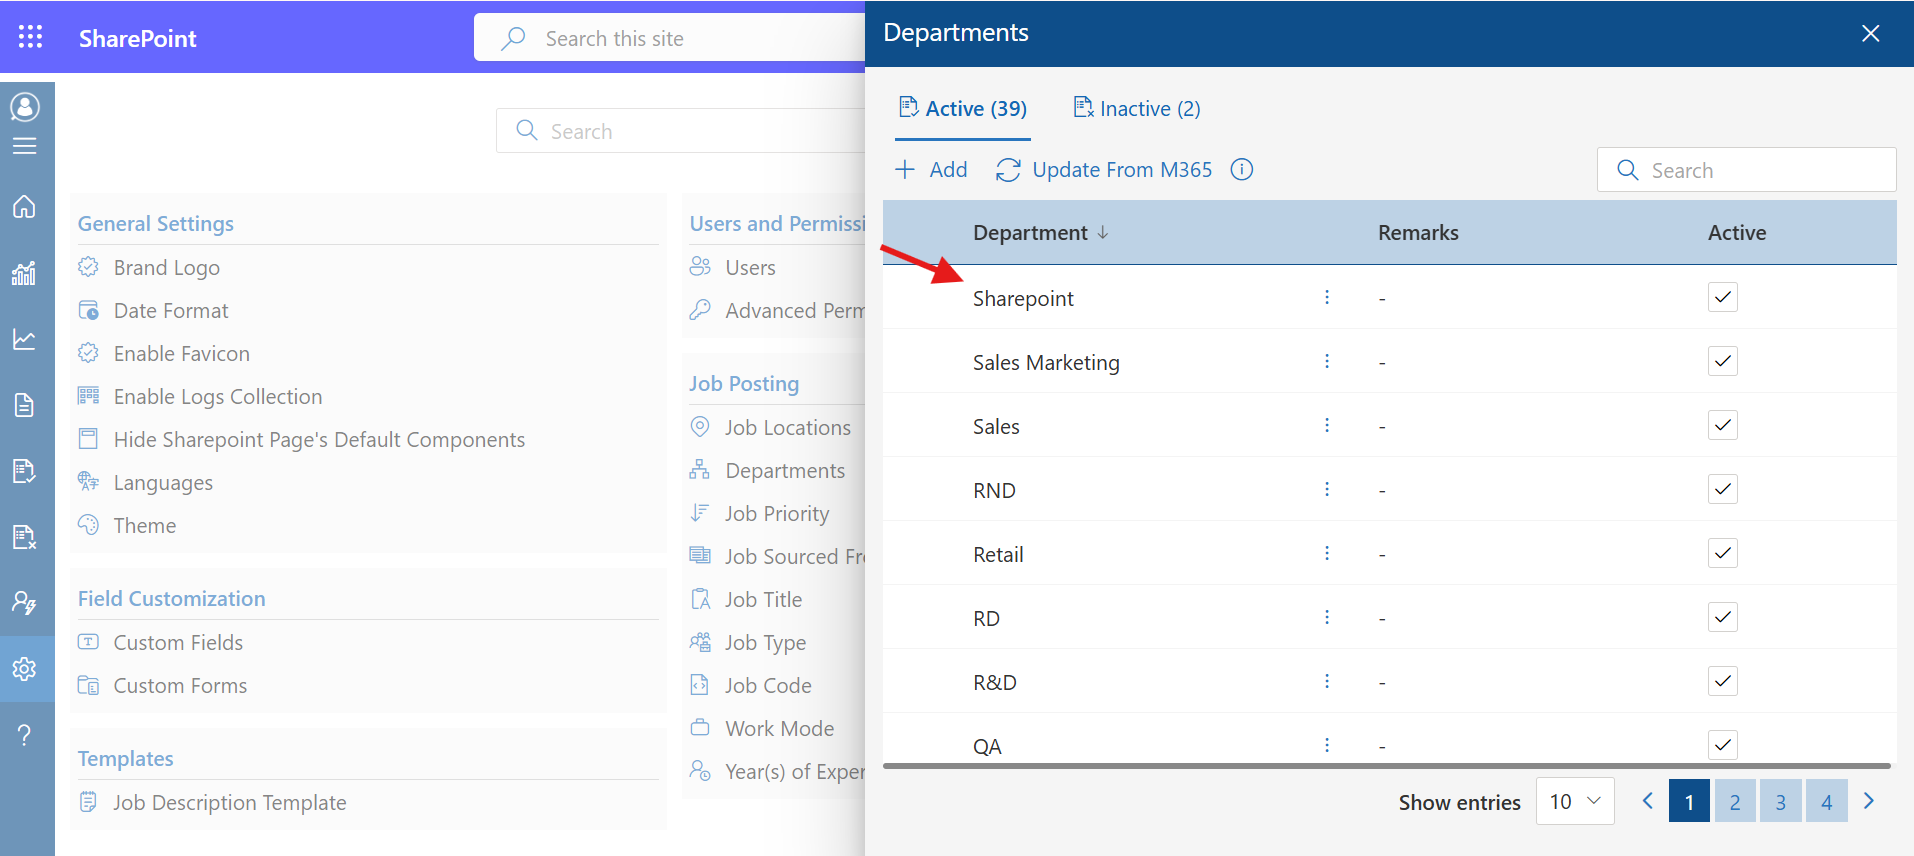 SharePoint
Search this site
Search
General Settings
Brand Logo
Date Format
Enable Favicon
Enable Logs Collection
Hide Sharepoint Page's Default Components
Languages
Theme
Field Customization
Custom Fields
Custom Forms
Templates
Job Description Template
Users and Permissi
Users
Advanced Perm
Job Posting
Job Locations
Departments
Job Priority
Job Sourced Fr
Job Title
Job Type
Job Code
Work Mode
Year(s) of Exper
Departments
Active (39) Inactive (2)
Add Update From M365
Search
Department ↓ Remarks Active
Sharepoint -
Sales Marketing -
Sales -
RND -
Retail -
RD -
R&D -
QA -
Show entries 10 1 2 3 4